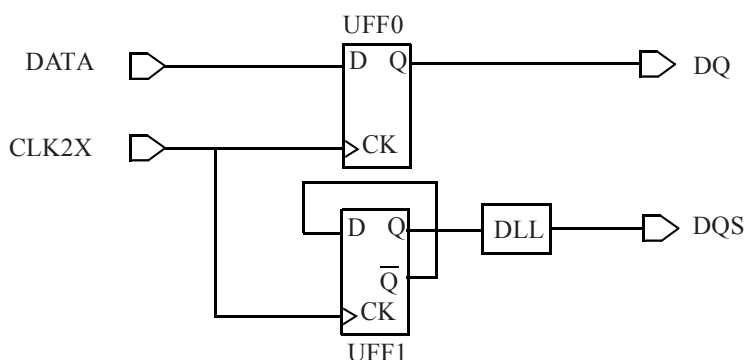 UFF0
DATA
D Q
DQ
CLK2X
CK
D Q
DLL
DQS
Q̅
CK
UFF1